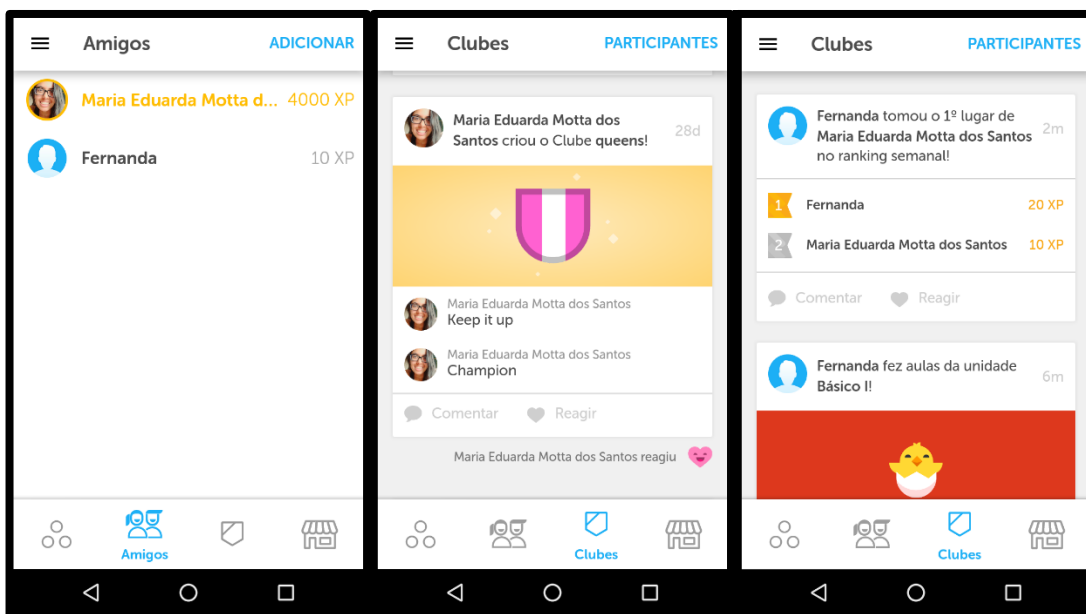 Amigos
ADICIONAR
Maria Eduarda Motta d... 4000 XP
Fernanda
10 XP
Amigos
Clubes
PARTICIPANTES
Maria Eduarda Motta dos
Santos criou o Clube queens!
28d
Maria Eduarda Motta dos Santos
Keep it up
Maria Eduarda Motta dos Santos
Champion
Comentar
Reagir
Maria Eduarda Motta dos Santos reagiu
Clubes
Clubes
PARTICIPANTES
Fernanda tomou o 1º lugar de
Maria Eduarda Motta dos Santos
no ranking semanal!
2m
1 Fernanda 20 XP
2 Maria Eduarda Motta dos Santos 10 XP
Comentar
Reagir
Fernanda fez aulas da unidade
Básico I!
6m
Clubes